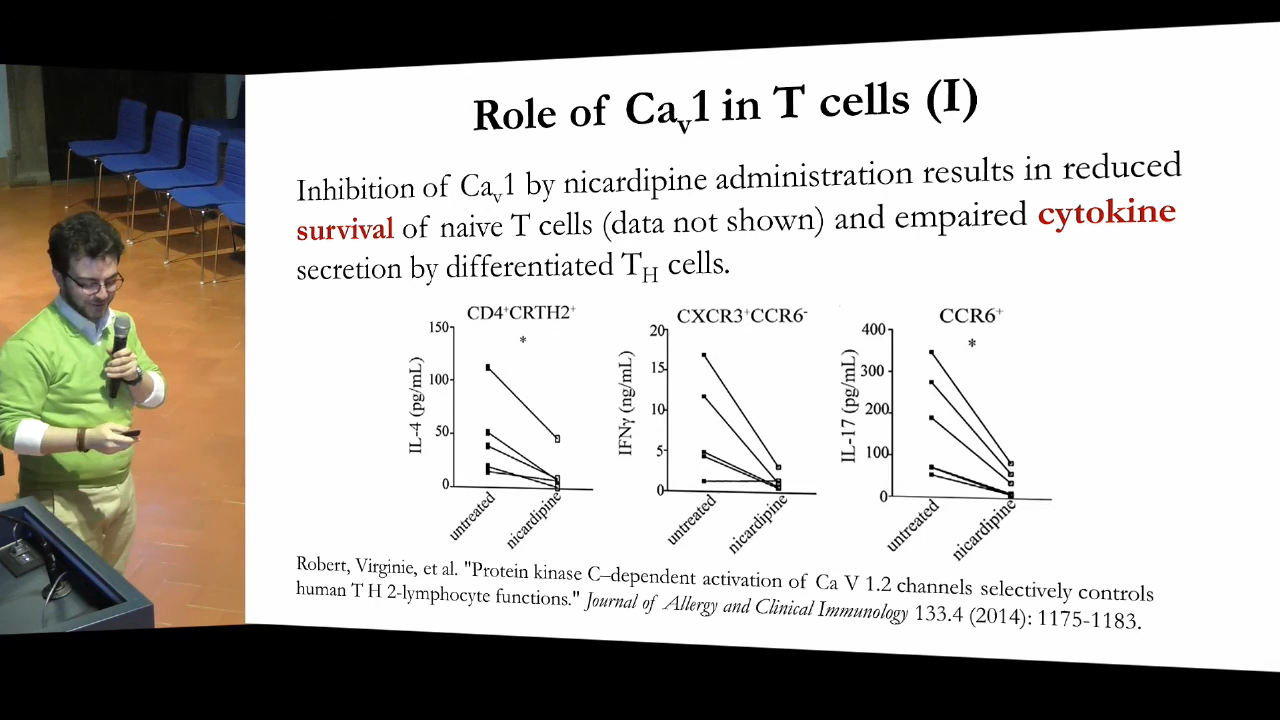 Role of Cav1 in T cells (I)
Inhibition of Cav1 by nicardipine administration results in reduced
survival of naive T cells (data not shown) and empaired cytokine
secretion by differentiated TH cells.
CD4+CRTH2+
*
150
100
50
0
IL-4 (pg/mL)
untreated
nicardipine
CXCR3+CCR6-
20
15
10
5
0
IFNγ (ng/mL)
untreated
nicardipine
CCR6+
*
400
300
200
100
0
IL-17 (pg/mL)
untreated
nicardipine
Robert, Virginie, et al. "Protein kinase C–dependent activation of Ca V 1.2 channels selectively controls
human T H 2-lymphocyte functions." Journal of Allergy and Clinical Immunology 133.4 (2014): 1175-1183.